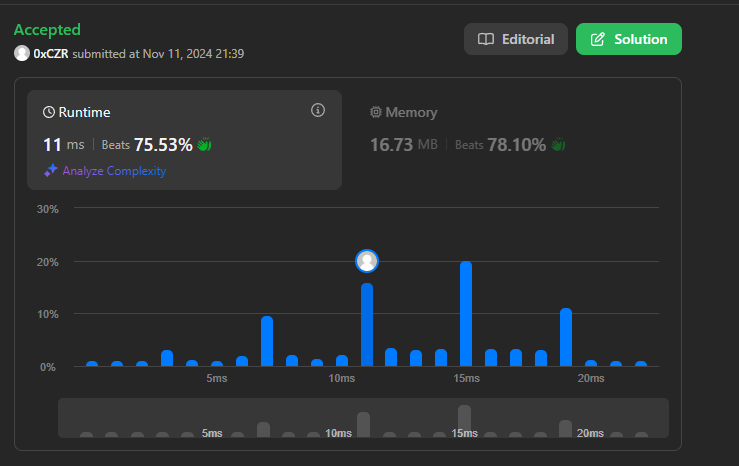 Accepted
Editorial
Solution
0xCZR submitted at Nov 11, 2024 21:39
Runtime
Memory
11 ms Beats 75.53%
16.73 MB Beats 78.10%
Analyze Complexity
30%
20%
10%
0%
5ms 10ms 15ms 20ms
5ms 10ms 15ms 20ms